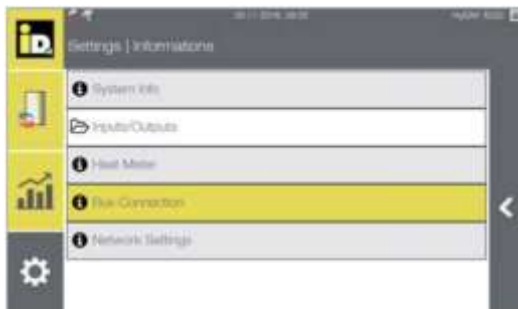 iD
Settings | Informations
System Info
Inputs/Outputs
Heat Meter
Bus Connection
Network Settings